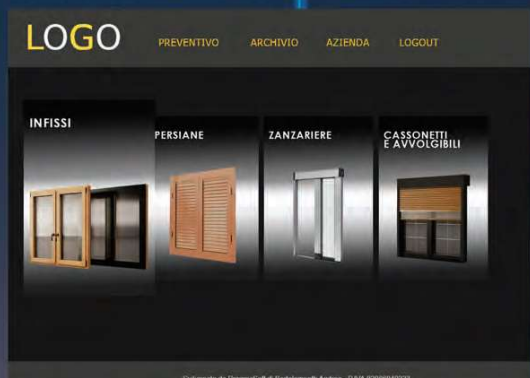 LOGO
PREVENTIVO ARCHIVIO AZIENDA LOGOUT
INFISSI
PERSIANE
ZANZARIERE
CASSONETTI
E AVVOLGIBILI